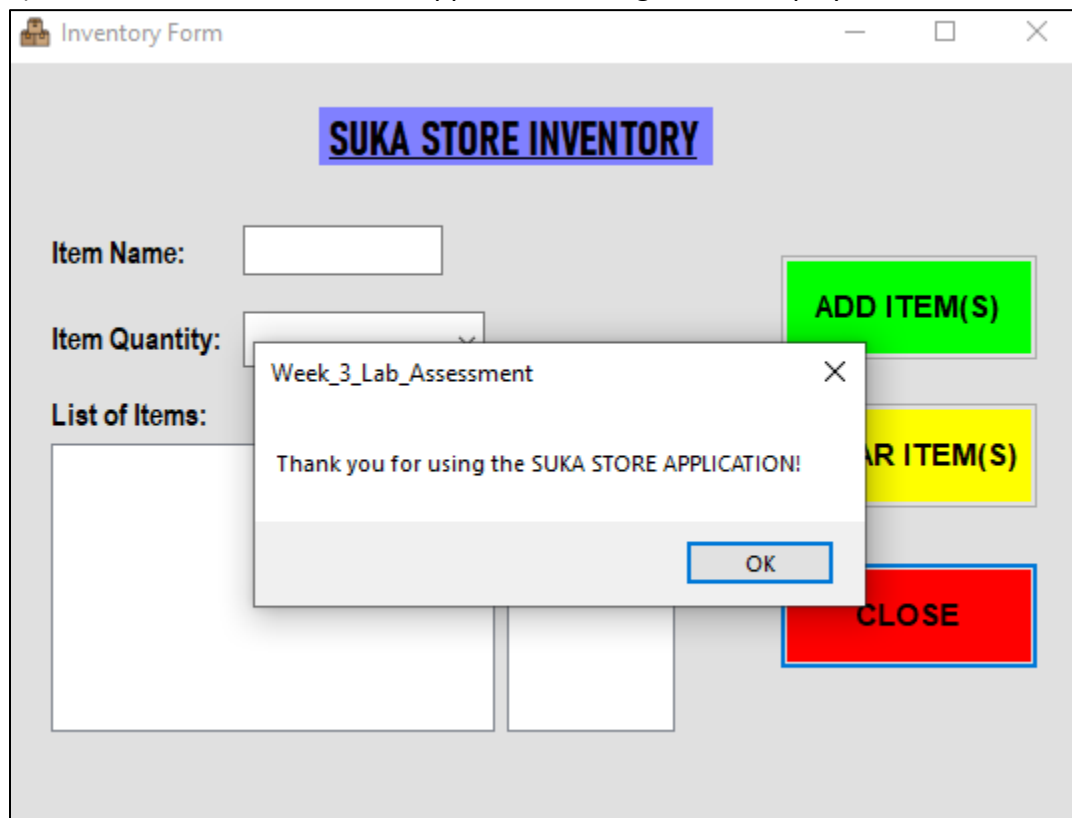 Inventory Form
SUKA STORE INVENTORY
Item Name:
ADD ITEM(S)
Item Quantity:
Week_3_Lab_Assessment
List of Items:
Thank you for using the SUKA STORE APPLICATION!
AR ITEM(S)
OK
CLOSE